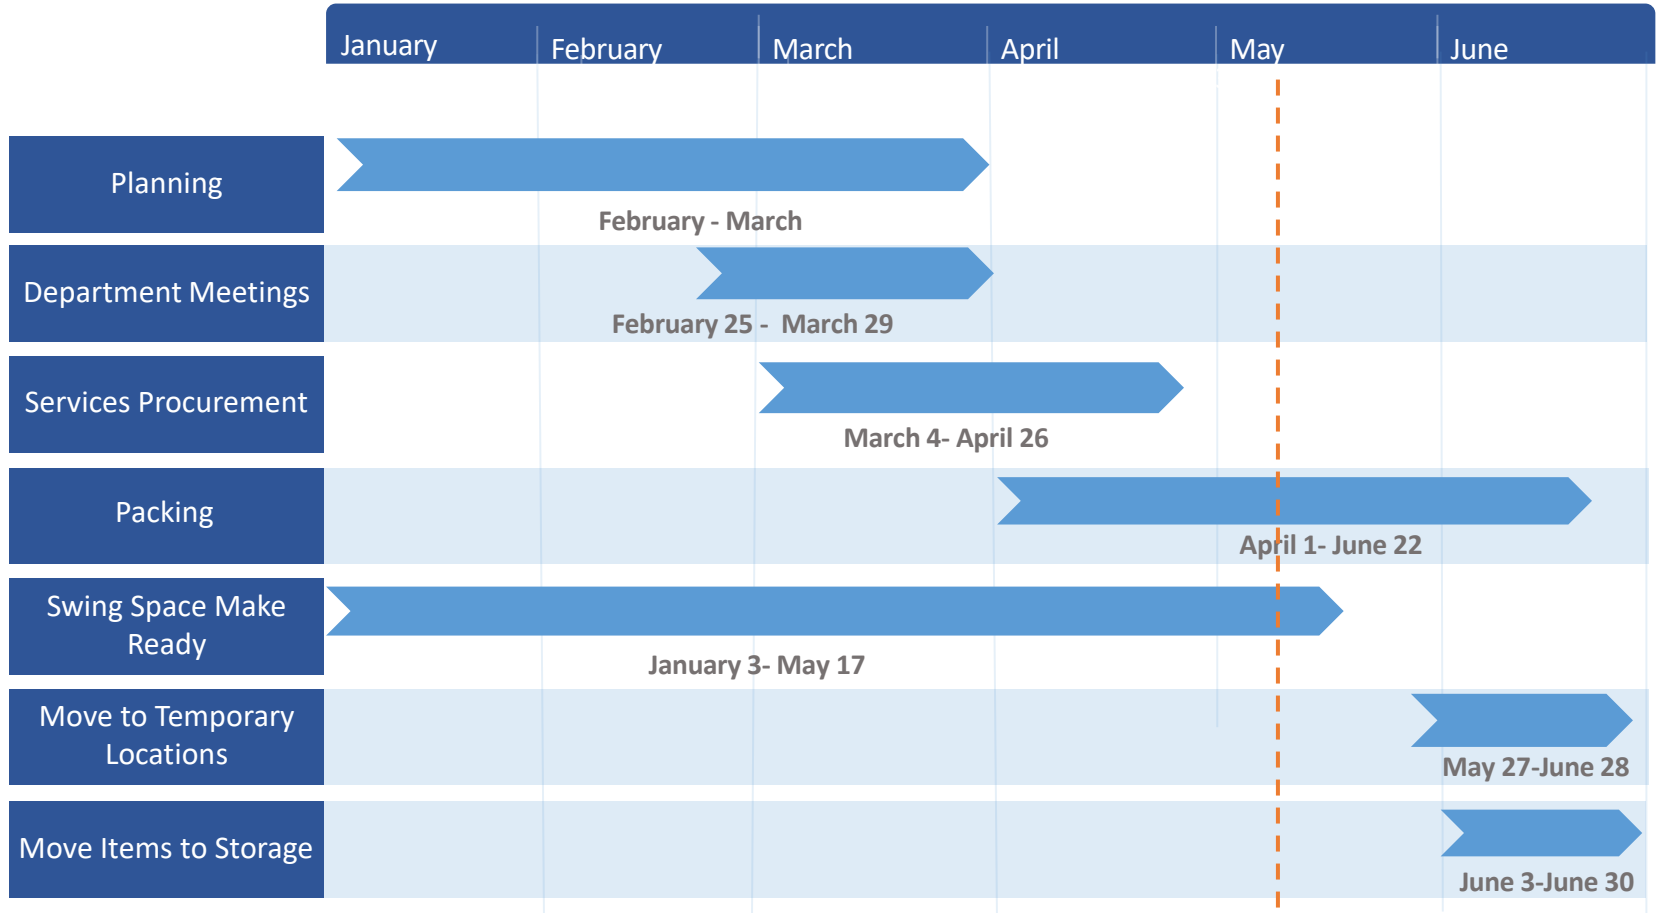 January February March April May June
Planning
February - March
Department Meetings
February 25 - March 29
Services Procurement
March 4- April 26
Packing
April 1- June 22
Swing Space Make
Ready
January 3- May 17
Move to Temporary
Locations
May 27-June 28
Move Items to Storage
June 3-June 30